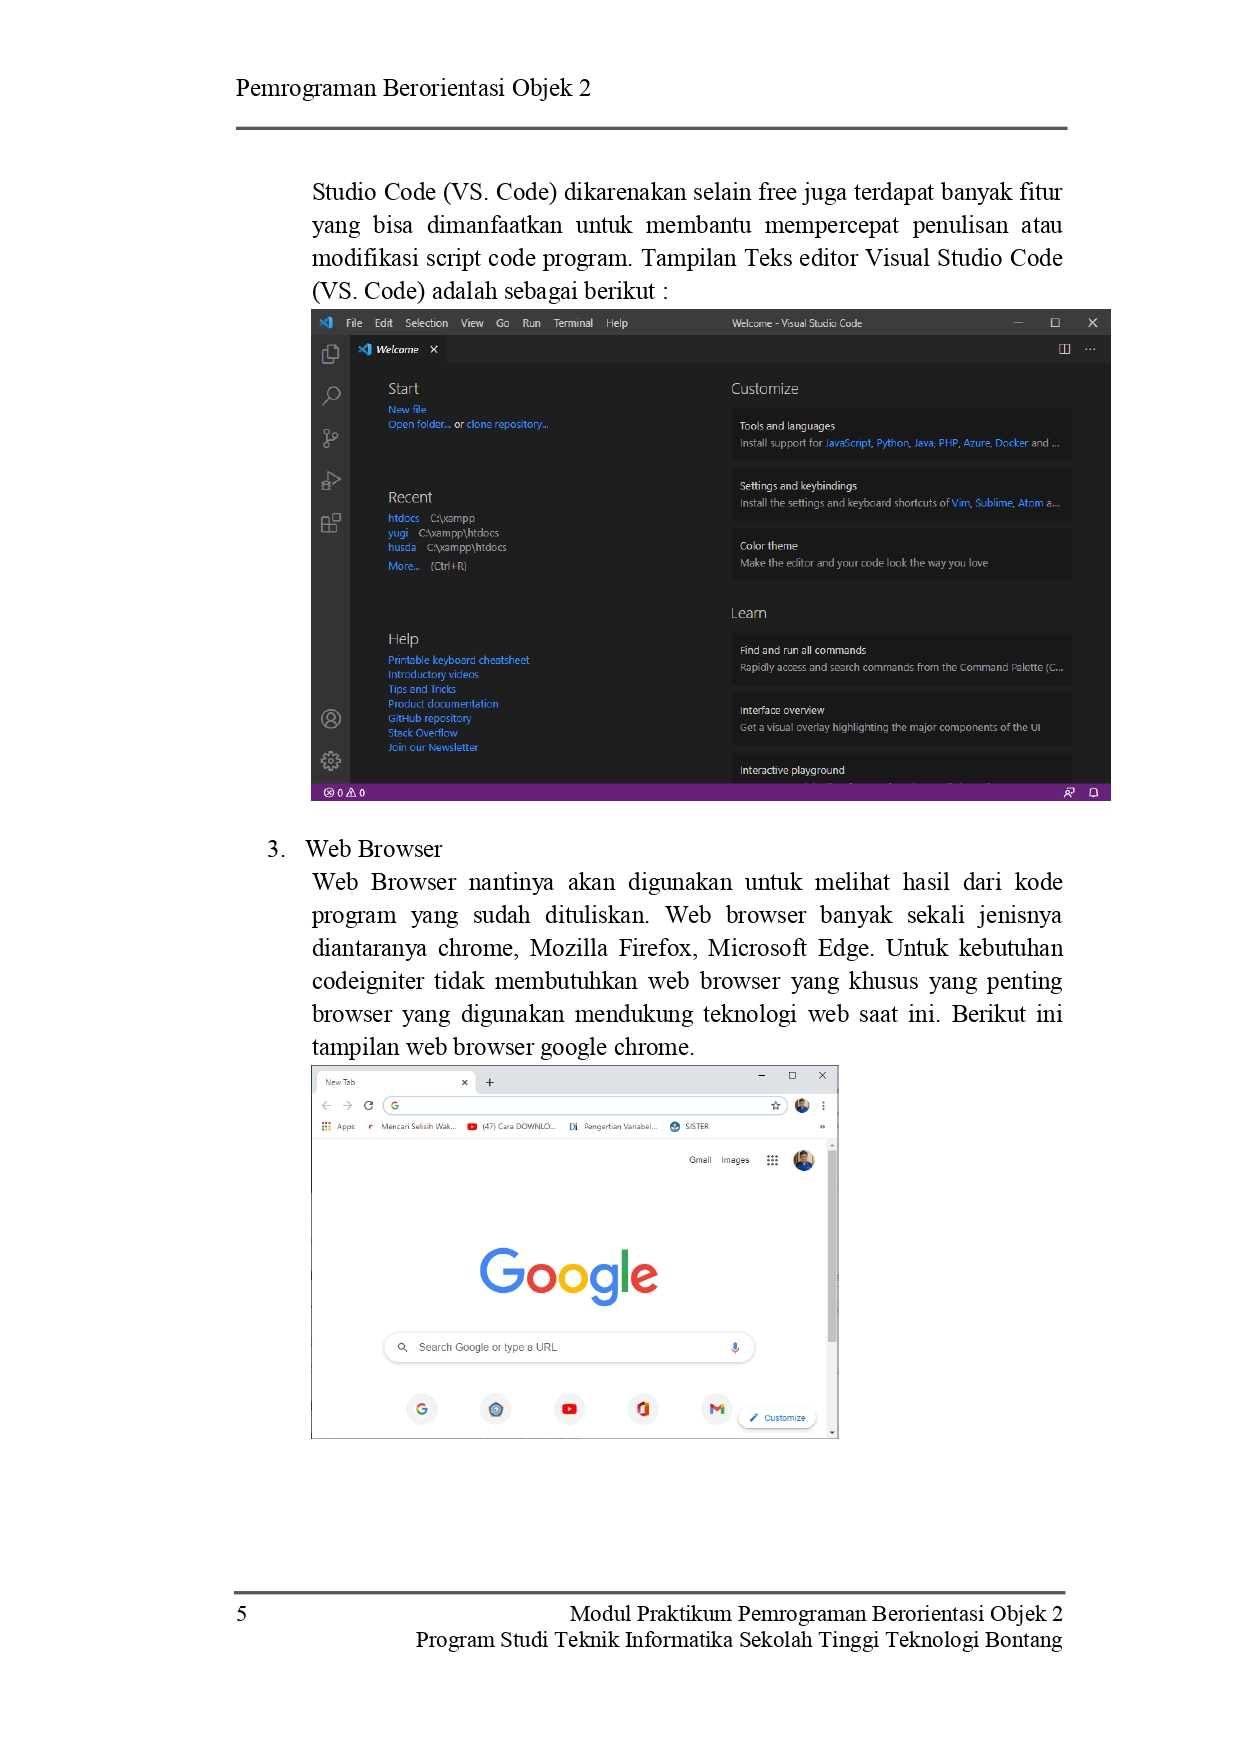 Pemrograman Berorientasi Objek 2
Studio Code (VS. Code) dikarenakan selain free juga terdapat banyak fitur
yang bisa dimanfaatkan untuk membantu mempercepat penulisan atau
modifikasi script code program. Tampilan Teks editor Visual Studio Code
(VS. Code) adalah sebagai berikut :
File Edit Selection View Go Run Terminal Help Welcome - Visual Studio Code
Welcome
Start
New file
Open folder... or clone repository...
Recent
htdocs C:\xampp
yugi C:\xampp\htdocs
husda C:\xampp\htdocs
More... (Ctrl+R)
Help
Printable keyboard cheatsheet
Introductory videos
Tips and Tricks
Product documentation
GitHub repository
Stack Overflow
Join our Newsletter
Customize
Tools and languages
Install support for JavaScript, Python, Java, PHP, Azure, Docker and ...
Settings and keybindings
Install the settings and keyboard shortcuts of Vim, Sublime, Atom a...
Color theme
Make the editor and your code look the way you love
Learn
Find and run all commands
Rapidly access and search commands from the Command Palette (C...
Interface overview
Get a visual overlay highlighting the major components of the UI
Interactive playground
0 0
3. Web Browser
Web Browser nantinya akan digunakan untuk melihat hasil dari kode
program yang sudah dituliskan. Web browser banyak sekali jenisnya
diantaranya chrome, Mozilla Firefox, Microsoft Edge. Untuk kebutuhan
codeigniter tidak membutuhkan web browser yang khusus yang penting
browser yang digunakan mendukung teknologi web saat ini. Berikut ini
tampilan web browser google chrome.
New Tab
Apps Mencari Selisih Wak... (47) Cara DOWNLO... Di Pengertian Variabel... SISTER
Gmail Images
Google
Search Google or type a URL
Customize
5 Modul Praktikum Pemrograman Berorientasi Objek 2
Program Studi Teknik Informatika Sekolah Tinggi Teknologi Bontang